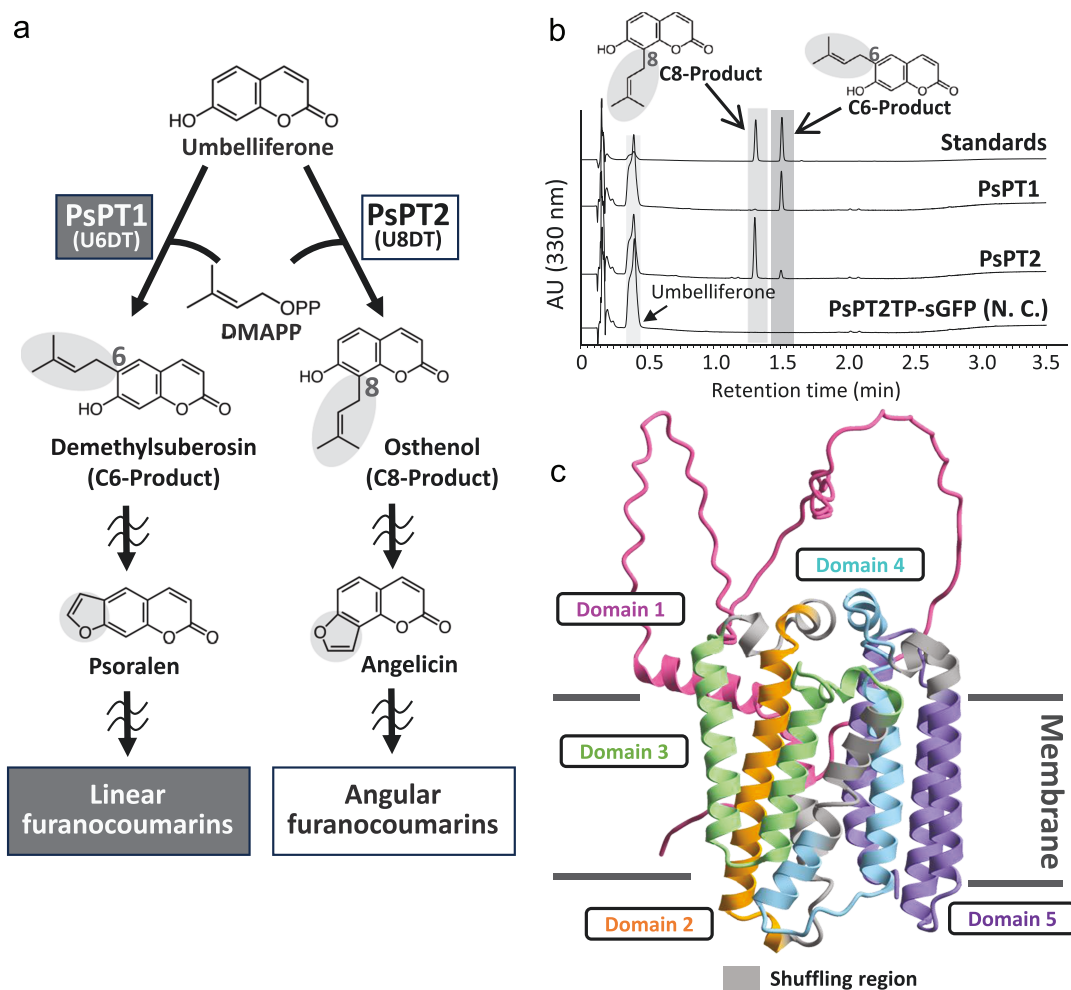 a
HO
O
O
Umbelliferone
PsPT1
(U6DT)
PsPT2
(U8DT)
OPP
DMAPP
6
HO
O
O
Demethylsuberosin
(C6-Product)
HO
O
O
8
Osthenol
(C8-Product)
O
O
O
Psoralen
O
O
O
Angelicin
Linear
furanocoumarins
Angular
furanocoumarins
b
HO
O
O
8
C8-Product
6
HO
O
O
C6-Product
Standards
PsPT1
PsPT2
Umbelliferone
PsPT2TP-sGFP (N. C.)
AU (330 nm)
0 0.5 1.0 1.5 2.0 2.5 3.0 3.5
Retention time (min)
c
Domain 4
Domain 1
Domain 3
Membrane
Domain 2
Domain 5
Shuffling region